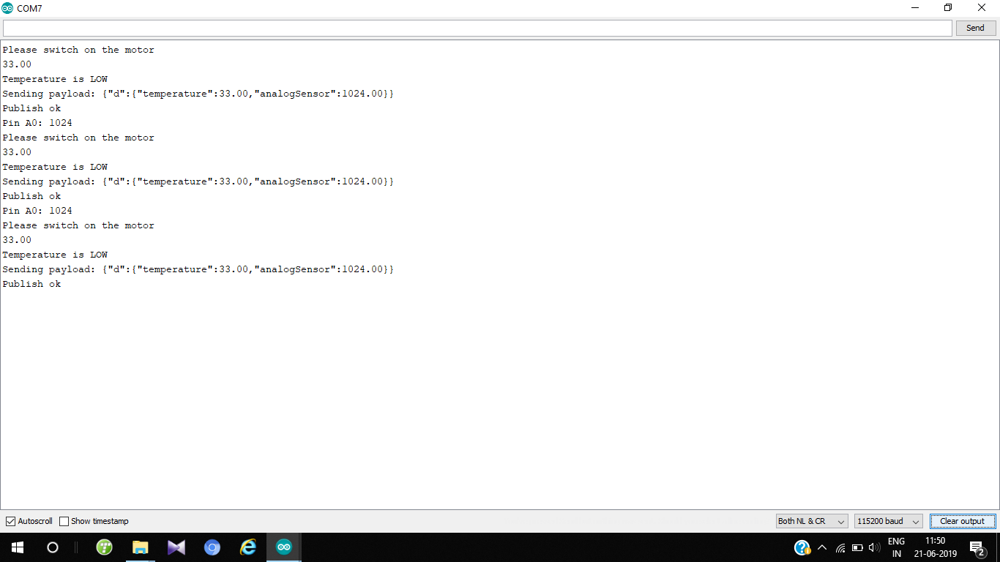 COM7
Send
Please switch on the motor
33.00
Temperature is LOW
Sending payload: {"d":{"temperature":33.00,"analogSensor":1024.00}}
Publish ok
Pin A0: 1024
Please switch on the motor
33.00
Temperature is LOW
Sending payload: {"d":{"temperature":33.00,"analogSensor":1024.00}}
Publish ok
Pin A0: 1024
Please switch on the motor
33.00
Temperature is LOW
Sending payload: {"d":{"temperature":33.00,"analogSensor":1024.00}}
Publish ok
Autoscroll Show timestamp Both NL & CR 115200 baud Clear output
ENG 11:50
IN 21-06-2019 2